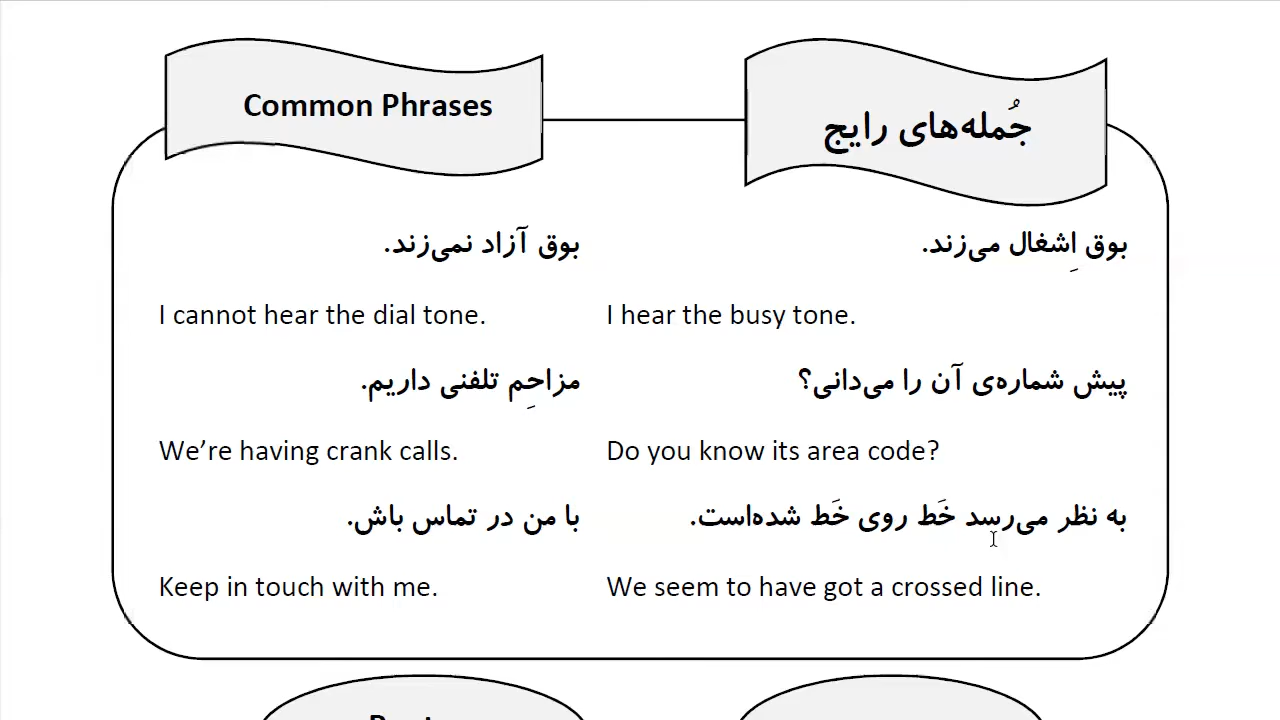 Common Phrases
جُمله‌های رایج
بوق اِشغال می‌زند.
بوق آزاد نمی‌زند.
I cannot hear the dial tone.
I hear the busy tone.
پیش شماره‌ی آن را می‌دانی؟
مزاحِم تلفنی داریم.
We’re having crank calls.
Do you know its area code?
به نظر می‌رسد خَط روی خَط شده‌است.
با من در تماس باش.
Keep in touch with me.
We seem to have got a crossed line.